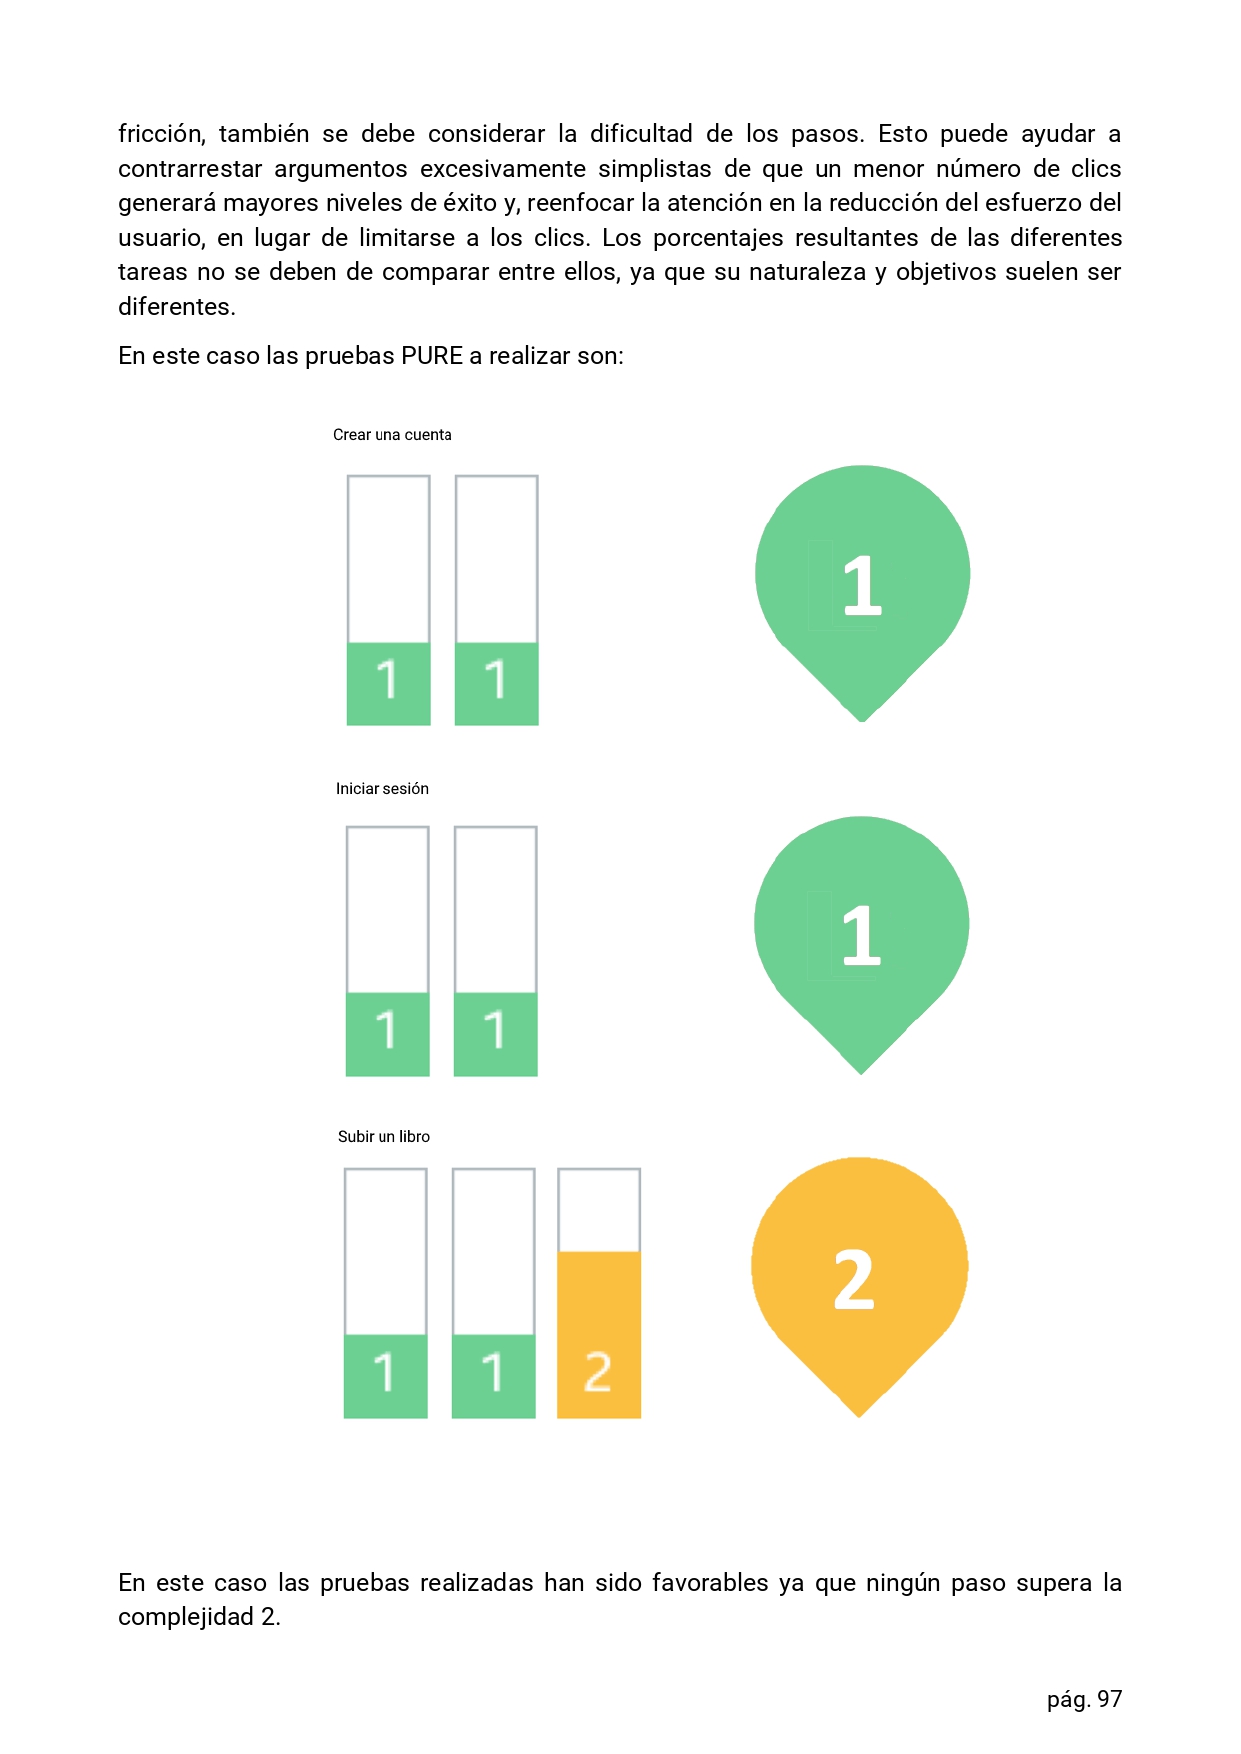 fricción, también se debe considerar la dificultad de los pasos. Esto puede ayudar a
contrarrestar argumentos excesivamente simplistas de que un menor número de clics
generará mayores niveles de éxito y, reenfocar la atención en la reducción del esfuerzo del
usuario, en lugar de limitarse a los clics. Los porcentajes resultantes de las diferentes
tareas no se deben de comparar entre ellos, ya que su naturaleza y objetivos suelen ser
diferentes.
En este caso las pruebas PURE a realizar son:
Crear una cuenta
1 1 1
Iniciar sesión
1 1 1
Subir un libro
1 1 2 2
En este caso las pruebas realizadas han sido favorables ya que ningún paso supera la
complejidad 2.
pág. 97